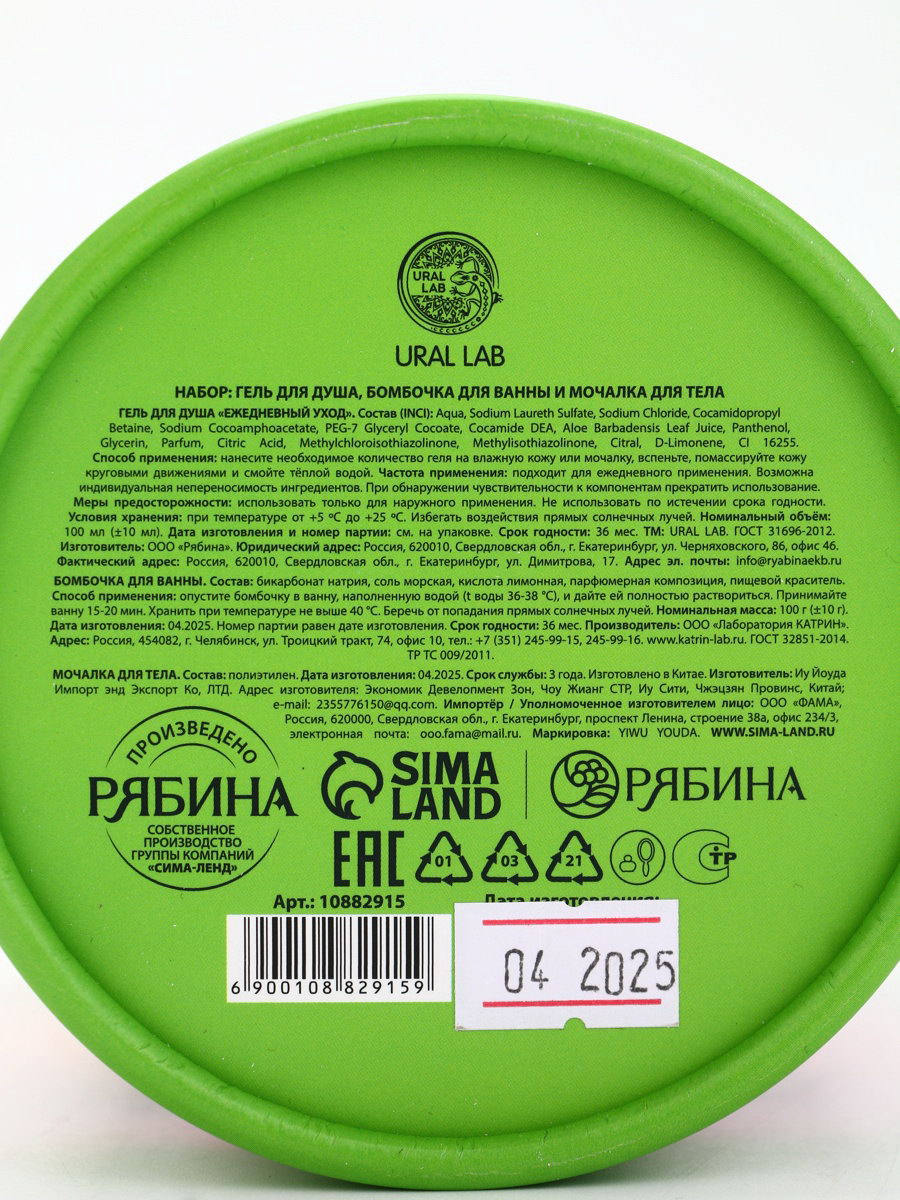 URAL
LAB
URAL LAB
НАБОР: ГЕЛЬ ДЛЯ ДУША, БОМБОЧКА ДЛЯ ВАННЫ И МОЧАЛКА ДЛЯ ТЕЛА
ГЕЛЬ ДЛЯ ДУША «ЕЖЕДНЕВНЫЙ УХОД». Состав (INCI): Aqua, Sodium Laureth Sulfate, Sodium Chloride, Cocamidopropyl
Betaine, Sodium Cocoamphoacetate, PEG-7 Glyceryl Cocoate, Cocamide DEA, Aloe Barbadensis Leaf Juice, Panthenol,
Glycerin, Parfum, Citric Acid, Methylchloroisothiazolinone, Methylisothiazolinone, Citral, D-Limonene, CI 16255.
Способ применения: нанесите необходимое количество геля на влажную кожу или мочалку, вспеньте, помассируйте кожу
круговыми движениями и смойте тёплой водой. Частота применения: подходит для ежедневного применения. Возможна
индивидуальная непереносимость ингредиентов. При обнаружении чувствительности к компонентам прекратить использование.
Меры предосторожности: использовать только для наружного применения. Не использовать по истечении срока годности.
Условия хранения: при температуре от +5 ºС до +25 ºС. Избегать воздействия прямых солнечных лучей. Номинальный объём:
100 мл (±10 мл). Дата изготовления и номер партии: см. на упаковке. Срок годности: 36 мес. ТМ: URAL LAB. ГОСТ 31696-2012.
Изготовитель: ООО «Рябина». Юридический адрес: Россия, 620010, Свердловская обл., г. Екатеринбург, ул. Черняховского, 86, офис 46.
Фактический адрес: Россия, 620010, Свердловская обл., г. Екатеринбург, ул. Димитрова, 17. Адрес эл. почты: info@ryabinaekb.ru
БОМБОЧКА ДЛЯ ВАННЫ. Состав: бикарбонат натрия, соль морская, кислота лимонная, парфюмерная композиция, пищевой краситель.
Способ применения: опустите бомбочку в ванну, наполненную водой (t воды 36-38 °С), и дайте ей полностью раствориться. Принимайте
ванну 15-20 мин. Хранить при температуре не выше 40 °С. Беречь от попадания прямых солнечных лучей. Номинальная масса: 100 г (±10 г).
Дата изготовления: 04.2025. Номер партии равен дате изготовления. Срок годности: 36 мес. Производитель: ООО «Лаборатория КАТРИН».
Адрес: Россия, 454082, г. Челябинск, ул. Троицкий тракт, 74, офис 10, тел.: +7 (351) 245-99-15, 245-99-16. www.katrin-lab.ru. ГОСТ 32851-2014.
ТР ТС 009/2011.
МОЧАЛКА ДЛЯ ТЕЛА. Состав: полиэтилен. Дата изготовления: 04.2025. Срок службы: 3 года. Изготовлено в Китае. Изготовитель: Иу Йоуда
Импорт энд Экспорт Ко, ЛТД. Адрес изготовителя: Экономик Девелопмент Зон, Чоу Жианг СТР, Иу Сити, Чжэцзян Провинс, Китай;
e-mail: 2355776150@qq.com. Импортёр / Уполномоченное изготовителем лицо: ООО «ФАМА»,
Россия, 620000, Свердловская обл., г. Екатеринбург, проспект Ленина, строение 38а, офис 234/3,
электронная почта: ooo.fama@mail.ru. Маркировка: YIWU YOUDA. WWW.SIMA-LAND.RU
ПРОИЗВЕДЕНО
РЯБИНА
СОБСТВЕННОЕ
ПРОИЗВОДСТВО
ГРУППЫ КОМПАНИЙ
«СИМА-ЛЕНД»
SIMA
LAND
РЯБИНА
EAC 01 03 21 СТР
Арт.: 10882915
Дата изготовления:
6 900108 829159
04 2025